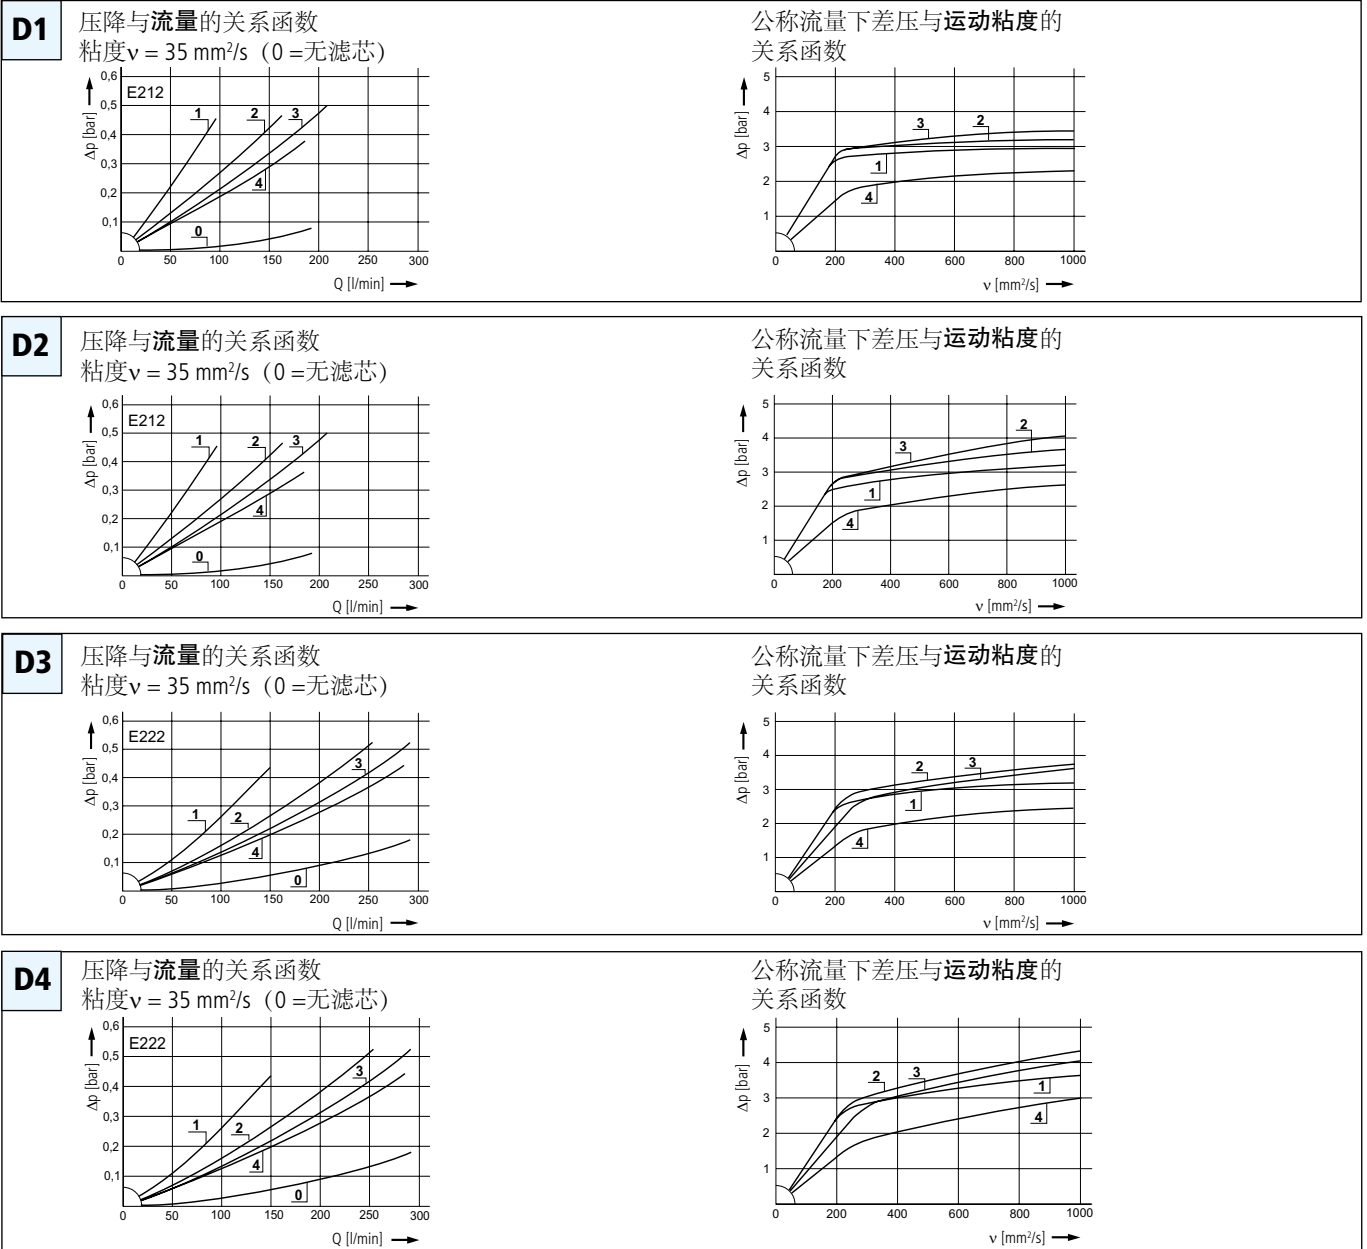 D1
压降与流量的关系函数
粘度ν = 35 mm²/s（0 =无滤芯）
0,6
0,5
0,4
0,3
0,2
0,1
Δp [bar]
E212
1
2
3
4
0
0 50 100 150 200 250 300
Q [l/min]
公称流量下差压与运动粘度的
关系函数
5
4
3
2
1
Δp [bar]
3
2
1
4
0 200 400 600 800 1000
ν [mm²/s]
D2
压降与流量的关系函数
粘度ν = 35 mm²/s（0 =无滤芯）
0,6
0,5
0,4
0,3
0,2
0,1
Δp [bar]
E212
1
2
3
4
0
0 50 100 150 200 250 300
Q [l/min]
公称流量下差压与运动粘度的
关系函数
5
4
3
2
1
Δp [bar]
2
3
1
4
0 200 400 600 800 1000
ν [mm²/s]
D3
压降与流量的关系函数
粘度ν = 35 mm²/s（0 =无滤芯）
0,6
0,5
0,4
0,3
0,2
0,1
Δp [bar]
E222
3
1
2
4
0
0 50 100 150 200 250 300
Q [l/min]
公称流量下差压与运动粘度的
关系函数
5
4
3
2
1
Δp [bar]
2
3
1
4
0 200 400 600 800 1000
ν [mm²/s]
D4
压降与流量的关系函数
粘度ν = 35 mm²/s（0 =无滤芯）
0,6
0,5
0,4
0,3
0,2
0,1
Δp [bar]
E222
3
1
2
4
0
0 50 100 150 200 250 300
Q [l/min]
公称流量下差压与运动粘度的
关系函数
5
4
3
2
1
Δp [bar]
2
3
1
4
0 200 400 600 800 1000
ν [mm²/s]